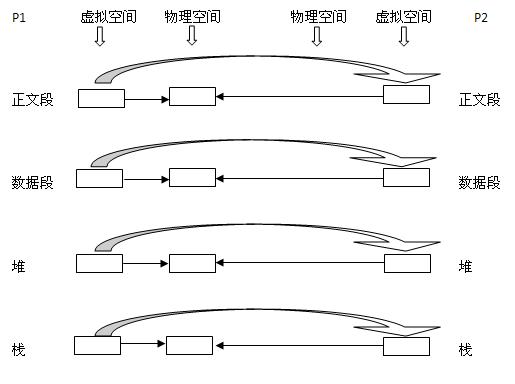 P1 虚拟空间 物理空间 物理空间 虚拟空间 P2
正文段 正文段
数据段 数据段
堆 堆
栈 栈